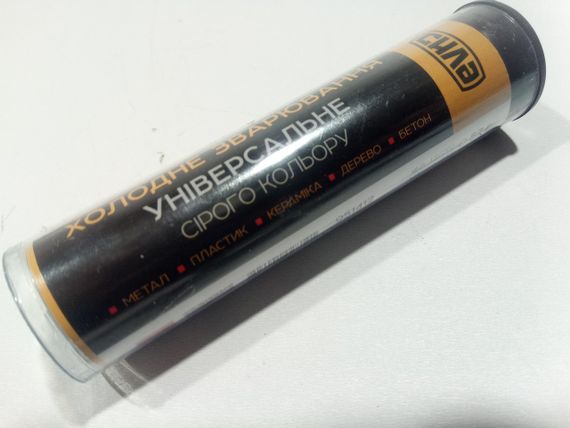 СИЛА
ХОЛОДНЕ ЗВАРЮВАННЯ
УНІВЕРСАЛЬНЕ
СІРОГО КОЛЬОРУ
МЕТАЛ ПЛАСТИК КЕРАМІКА ДЕРЕВО БЕТОН